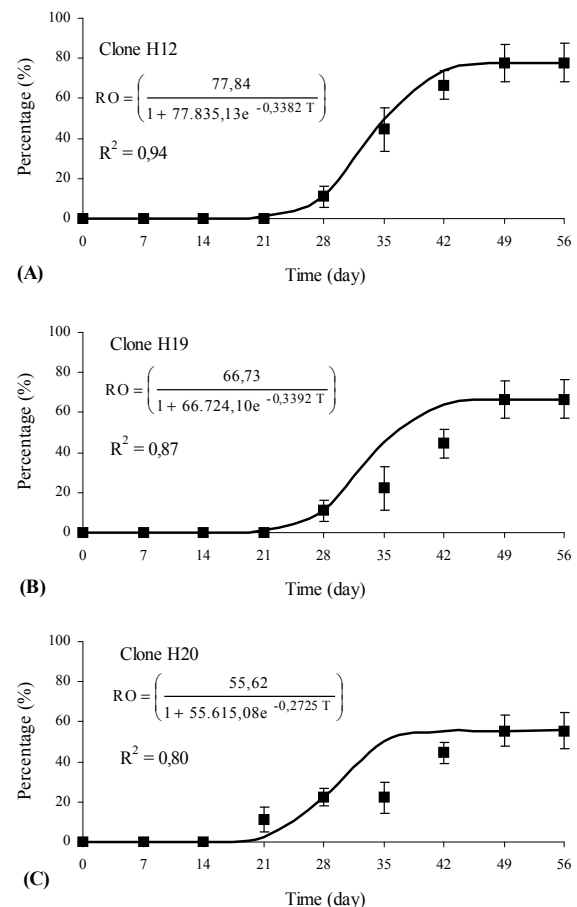 100
80
60
40
20
0
Percentage (%)
Clone H12
RO = ( 77,84 / 1 + 77.835,13e ^-0,3382 T )
R² = 0,94
0 7 14 21 28 35 42 49 56
(A)
Time (day)
100
80
60
40
20
0
Percentage (%)
Clone H19
RO = ( 66,73 / 1 + 66.724,10e ^-0,3392 T )
R² = 0,87
0 7 14 21 28 35 42 49 56
(B)
Time (day)
100
80
60
40
20
0
Percentage (%)
Clone H20
RO = ( 55,62 / 1 + 55.615,08e ^-0,2725 T )
R² = 0,80
0 7 14 21 28 35 42 49 56
(C)
Time (day)